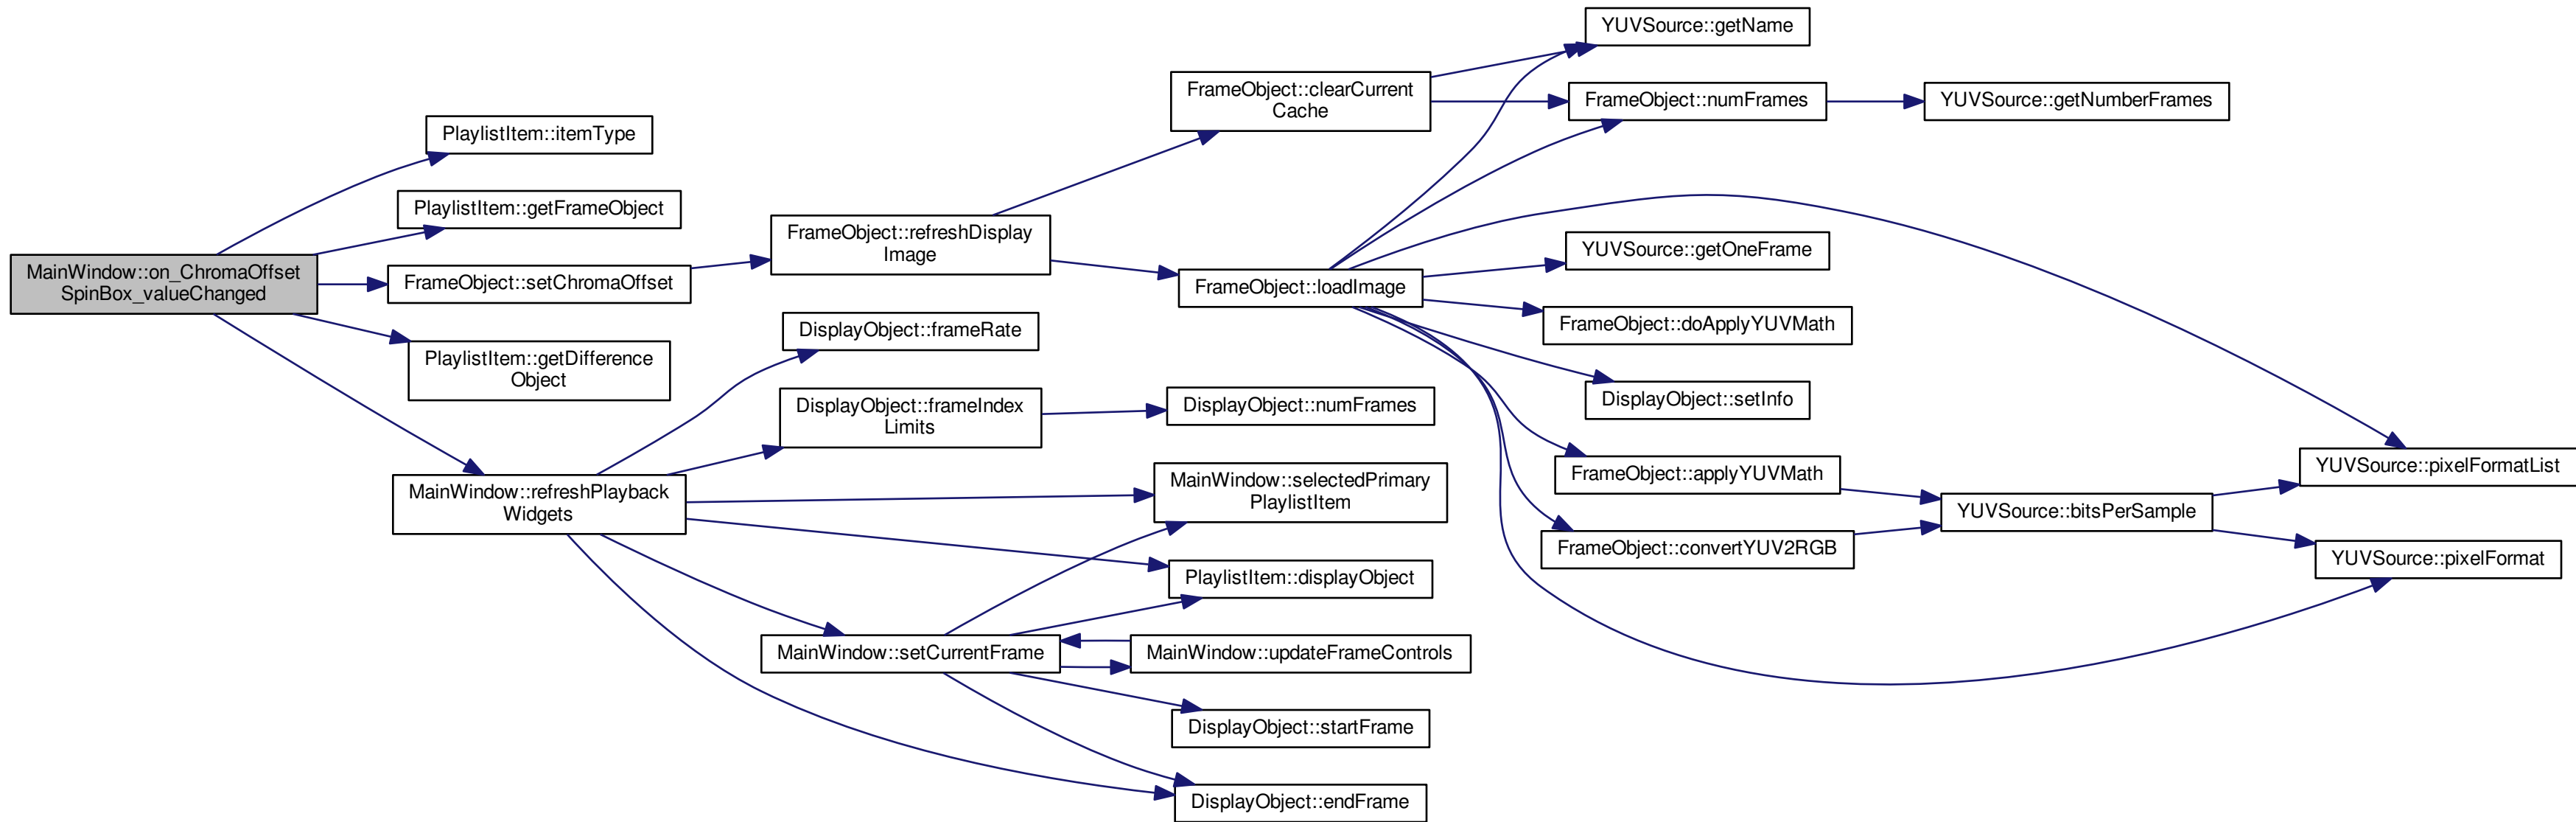 MainWindow::on_ChromaOffset
SpinBox_valueChanged
PlaylistItem::itemType
PlaylistItem::getFrameObject
FrameObject::setChromaOffset
PlaylistItem::getDifference
Object
MainWindow::refreshPlayback
Widgets
FrameObject::refreshDisplay
Image
DisplayObject::frameRate
DisplayObject::frameIndex
Limits
MainWindow::setCurrentFrame
FrameObject::clearCurrent
Cache
FrameObject::loadImage
DisplayObject::numFrames
MainWindow::selectedPrimary
PlaylistItem
PlaylistItem::displayObject
MainWindow::updateFrameControls
DisplayObject::startFrame
DisplayObject::endFrame
YUVSource::getName
FrameObject::numFrames
YUVSource::getOneFrame
FrameObject::doApplyYUVMath
DisplayObject::setInfo
FrameObject::applyYUVMath
FrameObject::convertYUV2RGB
YUVSource::getNumberFrames
YUVSource::bitsPerSample
YUVSource::pixelFormatList
YUVSource::pixelFormat